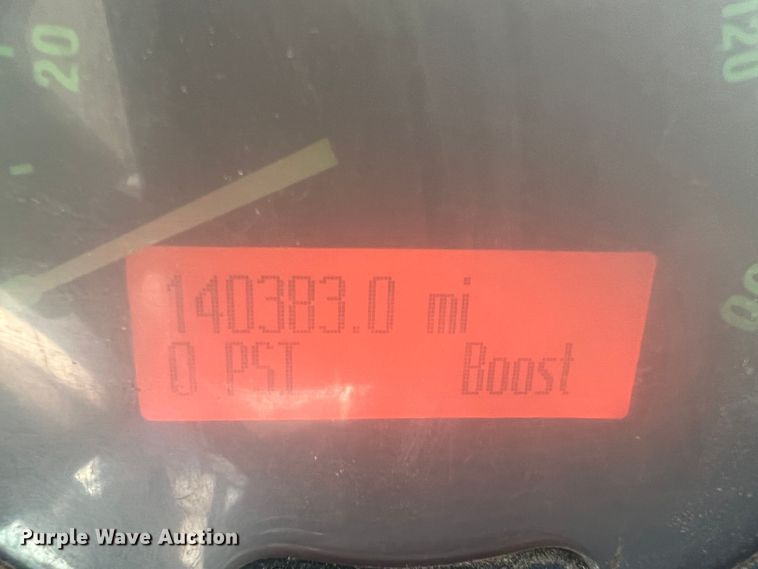 20
120
140383.0 mi
0 PSI Boost
Purple Wave Auction